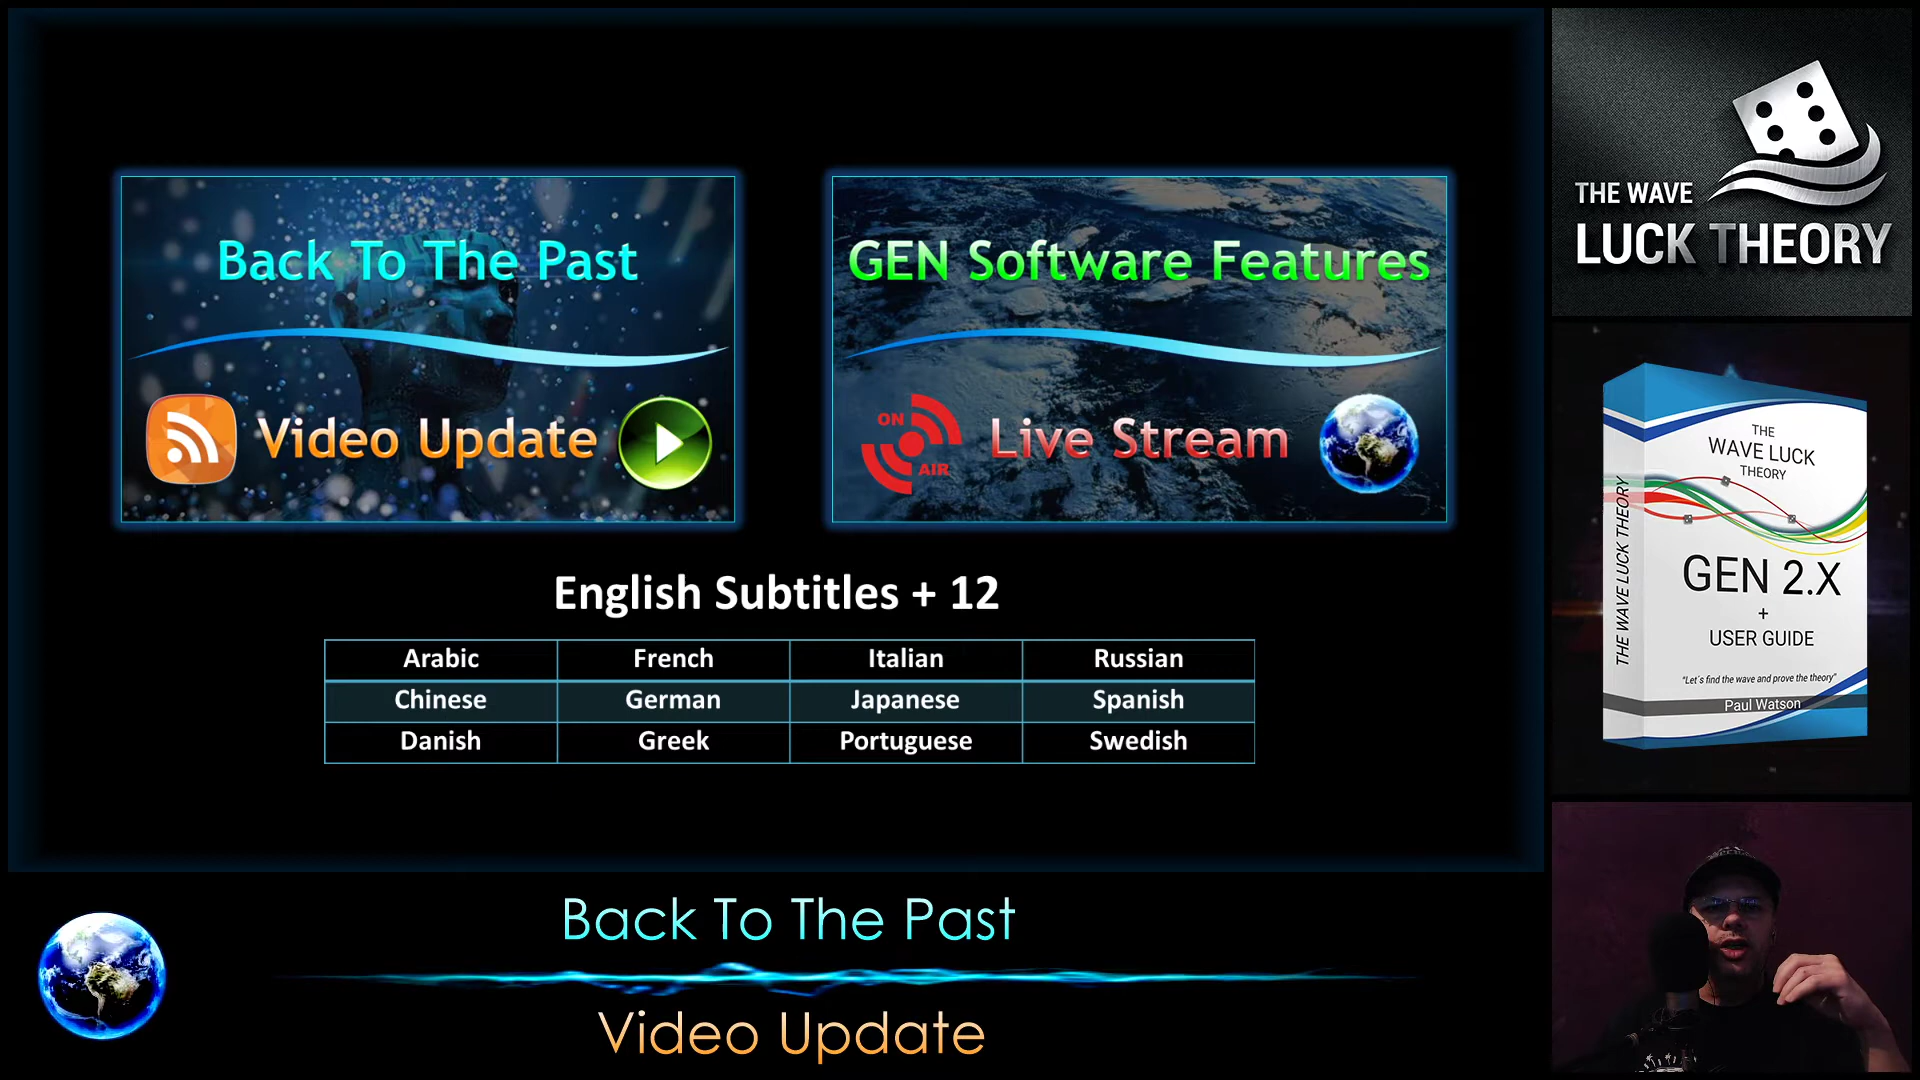 Back To The Past
Video Update
GEN Software Features
ON
AIR
Live Stream
English Subtitles + 12
Arabic French Italian Russian
Chinese German Japanese Spanish
Danish Greek Portuguese Swedish
Back To The Past
Video Update
THE WAVE
LUCK THEORY
THE WAVE LUCK THEORY
THE
WAVE LUCK
THEORY
GEN 2.X
+
USER GUIDE
"Let´s find the wave and prove the theory"
Paul Watson